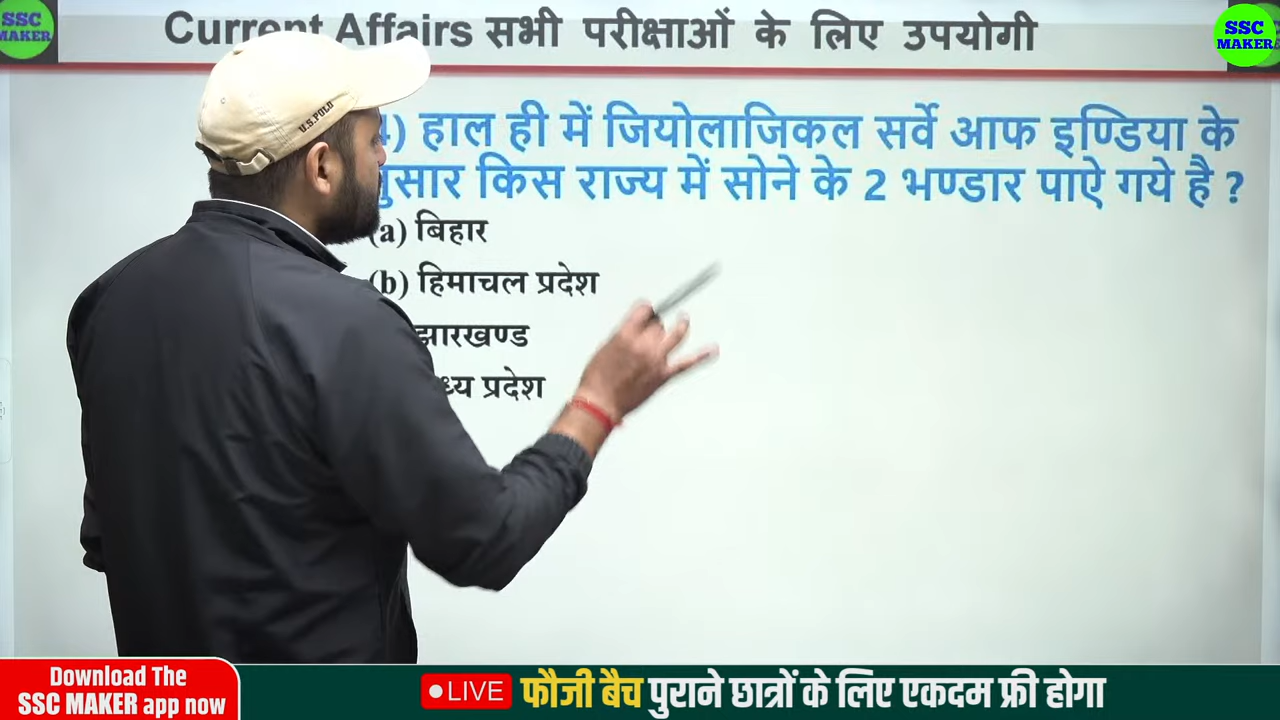 SSC
MAKER
Current Affairs सभी परीक्षाओं के लिए उपयोगी
SSC
MAKER
4) हाल ही में जियोलाजिकल सर्वे आफ इण्डिया के
किस राज्य में सोने के 2 भण्डार पाऐ गये है ?
(a) बिहार
(b) हिमाचल प्रदेश
झारखण्ड
प्रदेश
U.S.POLO
Download The
SSC MAKER app now
LIVE
फौजी बैच पुराने छात्रों के लिए एकदम फ्री होगा